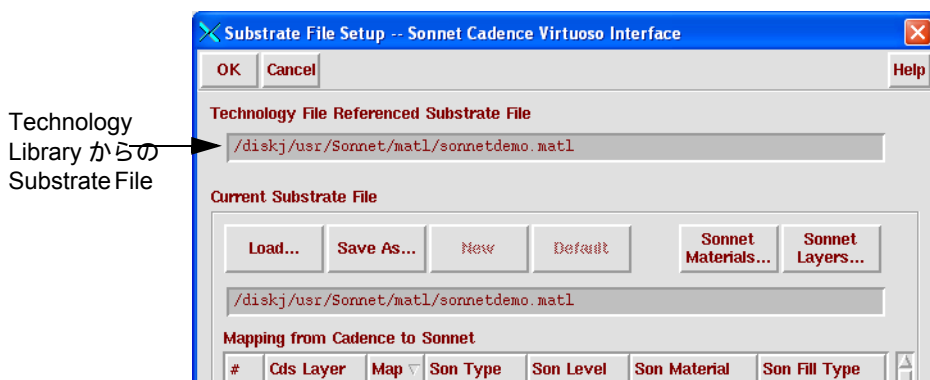 Substrate File Setup -- Sonnet Cadence Virtuoso Interface
OK Cancel Help
Technology File Referenced Substrate File
Technology
Library からの
Substrate File
/diskj/usr/Sonnet/matl/sonnetdemo.matl
Current Substrate File
Load... Save As... New Default Sonnet Materials... Sonnet Layers...
/diskj/usr/Sonnet/matl/sonnetdemo.matl
Mapping from Cadence to Sonnet
# Cds Layer Map Son Type Son Level Son Material Son Fill Type